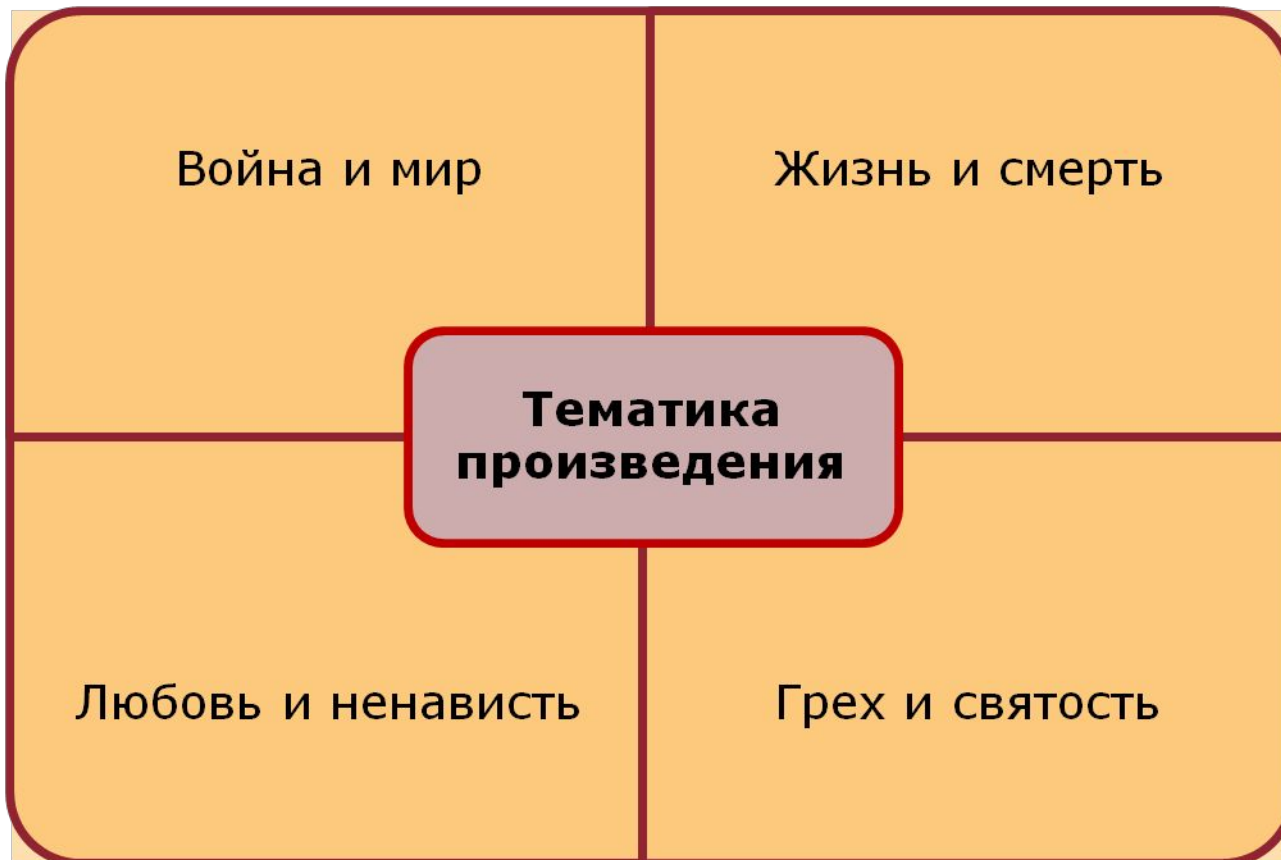 Война и мир
Жизнь и смерть
Тематика
произведения
Любовь и ненависть
Грех и святость